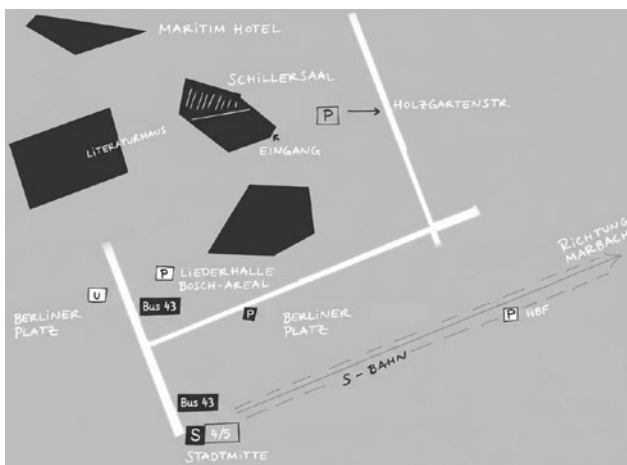 MARITIM HOTEL
SCHILLERSAAL
P
HOLZGARTENSTR.
LITERATURHAUS
EINGANG
RICHTUNG
MARBACH
P LIEDERHALLE
BOSCH-AREAL
U
Bus 43
BERLINER
PLATZ
P
BERLINER
PLATZ
P HBF
S-BAHN
Bus 43
S 4/5
STADTMITTE